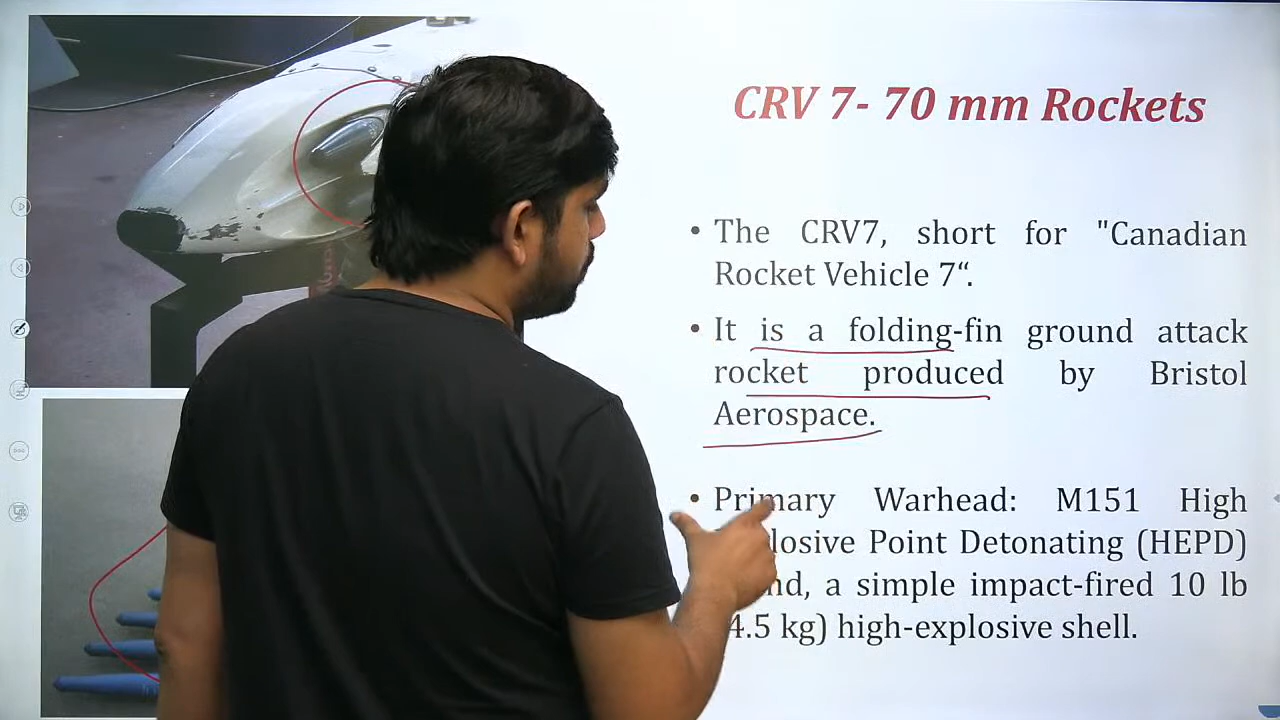 CRV 7- 70 mm Rockets
• The CRV7, short for "Canadian
Rocket Vehicle 7“.
• It is a folding-fin ground attack
rocket produced by Bristol
Aerospace.
• Primary Warhead: M151 High
losive Point Detonating (HEPD)
nd, a simple impact-fired 10 lb
4.5 kg) high-explosive shell.